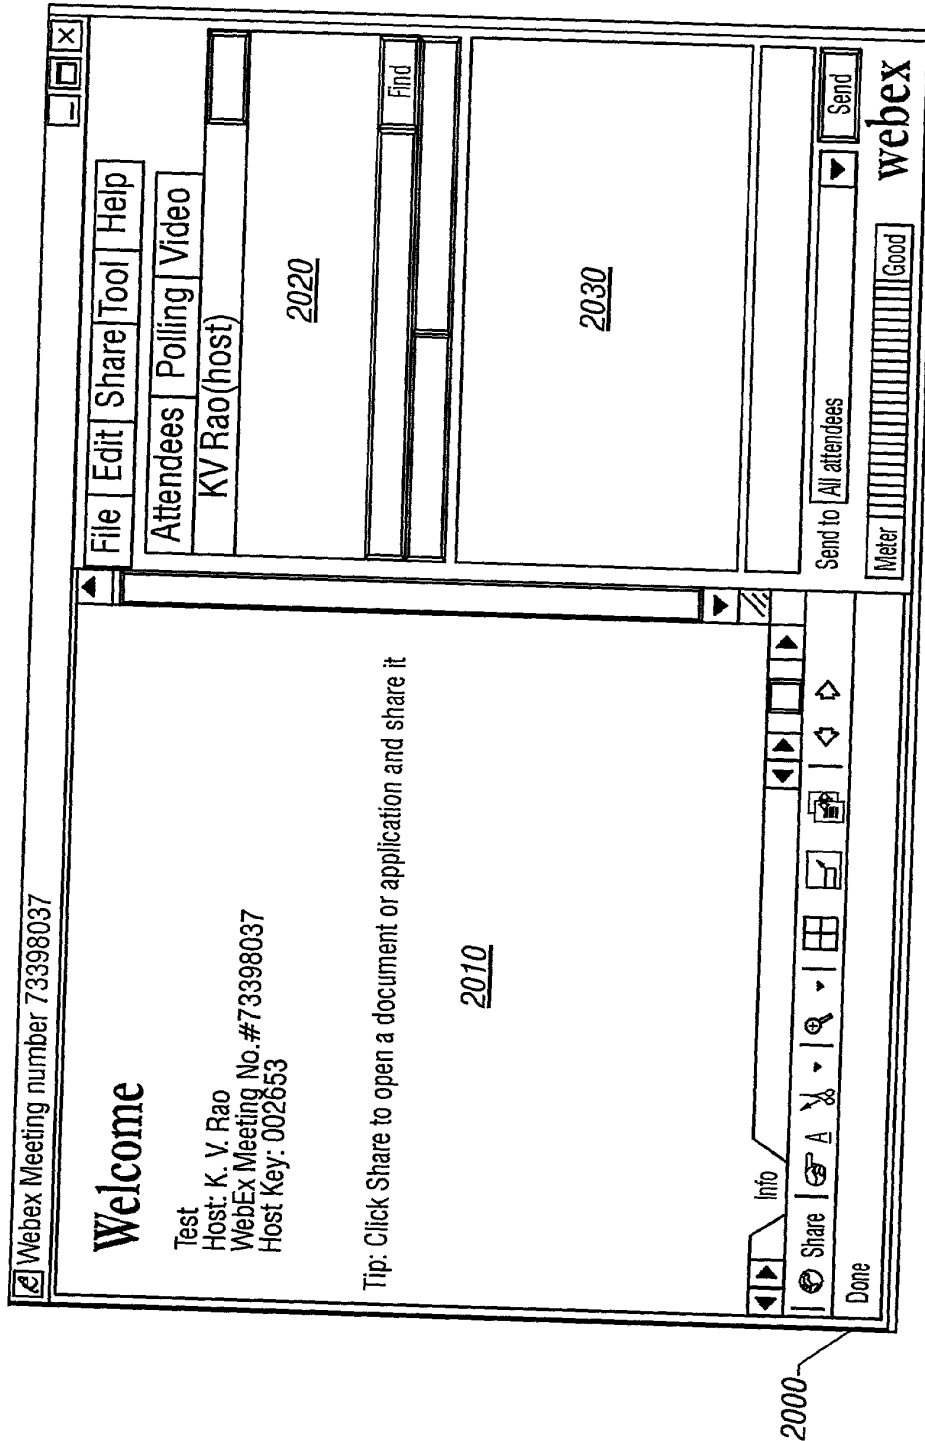 Webex Meeting number 73398037
Welcome
Test
Host: K. V. Rao
WebEx Meeting No.#73398037
Host Key: 002653
Tip: Click Share to open a document or application and share it
2010
Info
Share
A
Done
File Edit Share Tool Help
Attendees Polling Video
KV Rao(host)
2020
Find
2030
Send to All attendees
Send
Meter Good
webex
2000